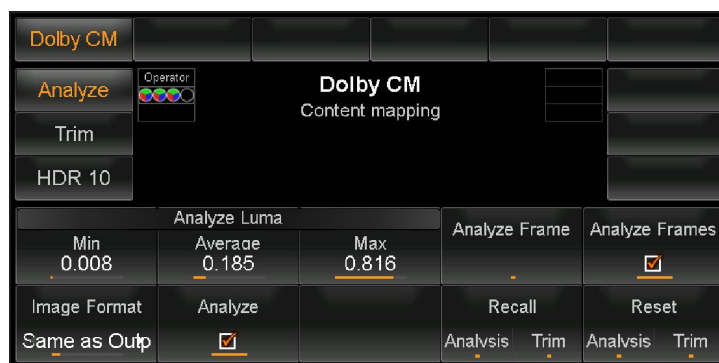 Dolby CM
Analyze
Operator
Dolby CM
Content mapping
Trim
HDR 10
Analyze Luma
Min
Average
Max
0.008
0.185
0.816
Analyze Frame
Analyze Frames
Image Format
Analyze
Recall
Reset
Same as Outp
Analysis
Trim
Analysis
Trim